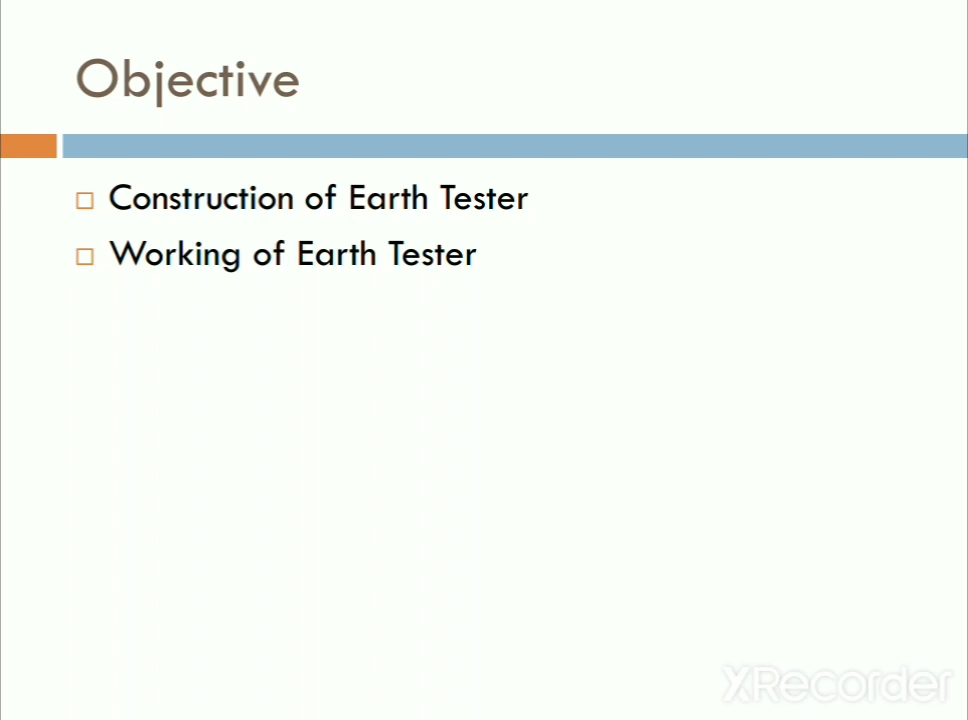 Objective
Construction of Earth Tester
Working of Earth Tester
XRecorder